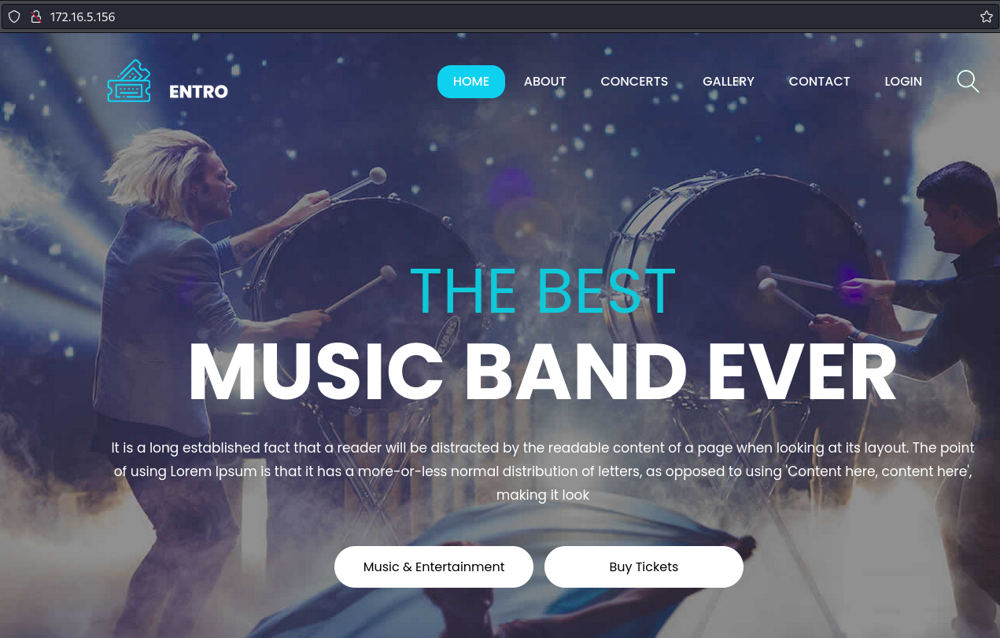 172.16.5.156
ENTRO
HOME ABOUT CONCERTS GALLERY CONTACT LOGIN
EVANS
THE BEST
MUSIC BAND EVER
It is a long established fact that a reader will be distracted by the readable content of a page when looking at its layout. The point
of using Lorem Ipsum is that it has a more-or-less normal distribution of letters, as opposed to using 'Content here, content here',
making it look
Music & Entertainment
Buy Tickets